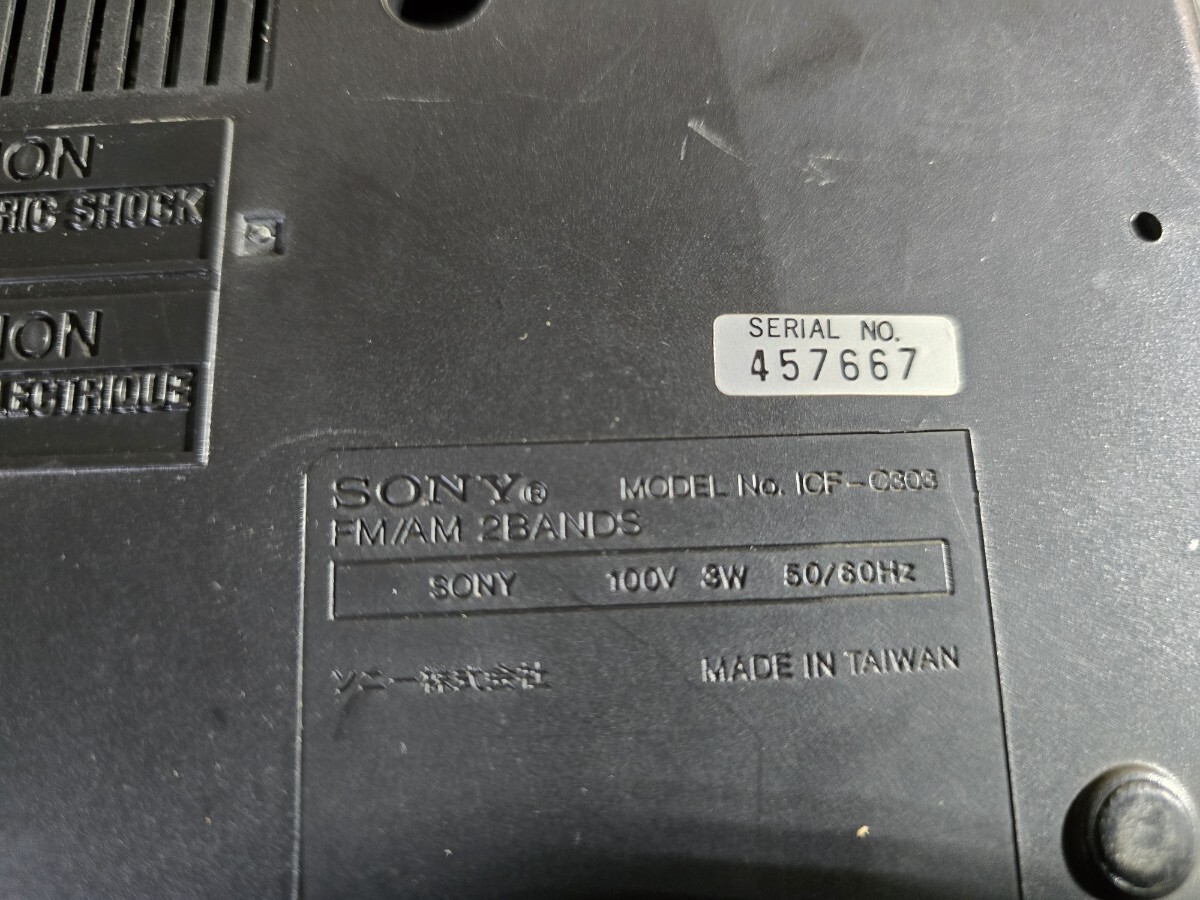 ION
RIC SHOCK
ION
LECTRIQUE
SERIAL NO.
457667
SONY® MODEL No. ICF-C303
FM/AM 2BANDS
SONY 100V 3W 50/60Hz
ソニー株式会社 MADE IN TAIWAN